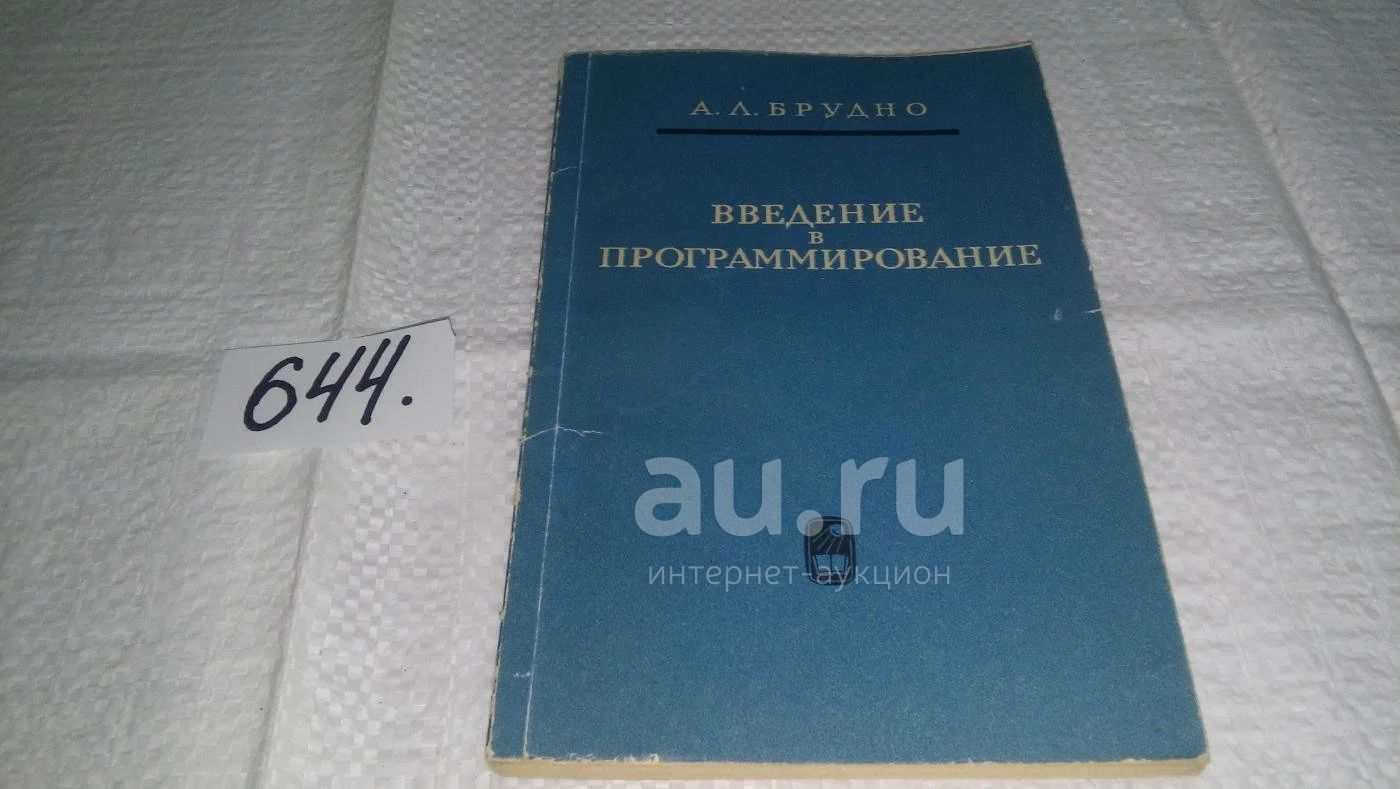 А. Л. БРУДНО
ВВЕДЕНИЕ
В
ПРОГРАММИРОВАНИЕ
644.
au.ru
интернет-аукцион